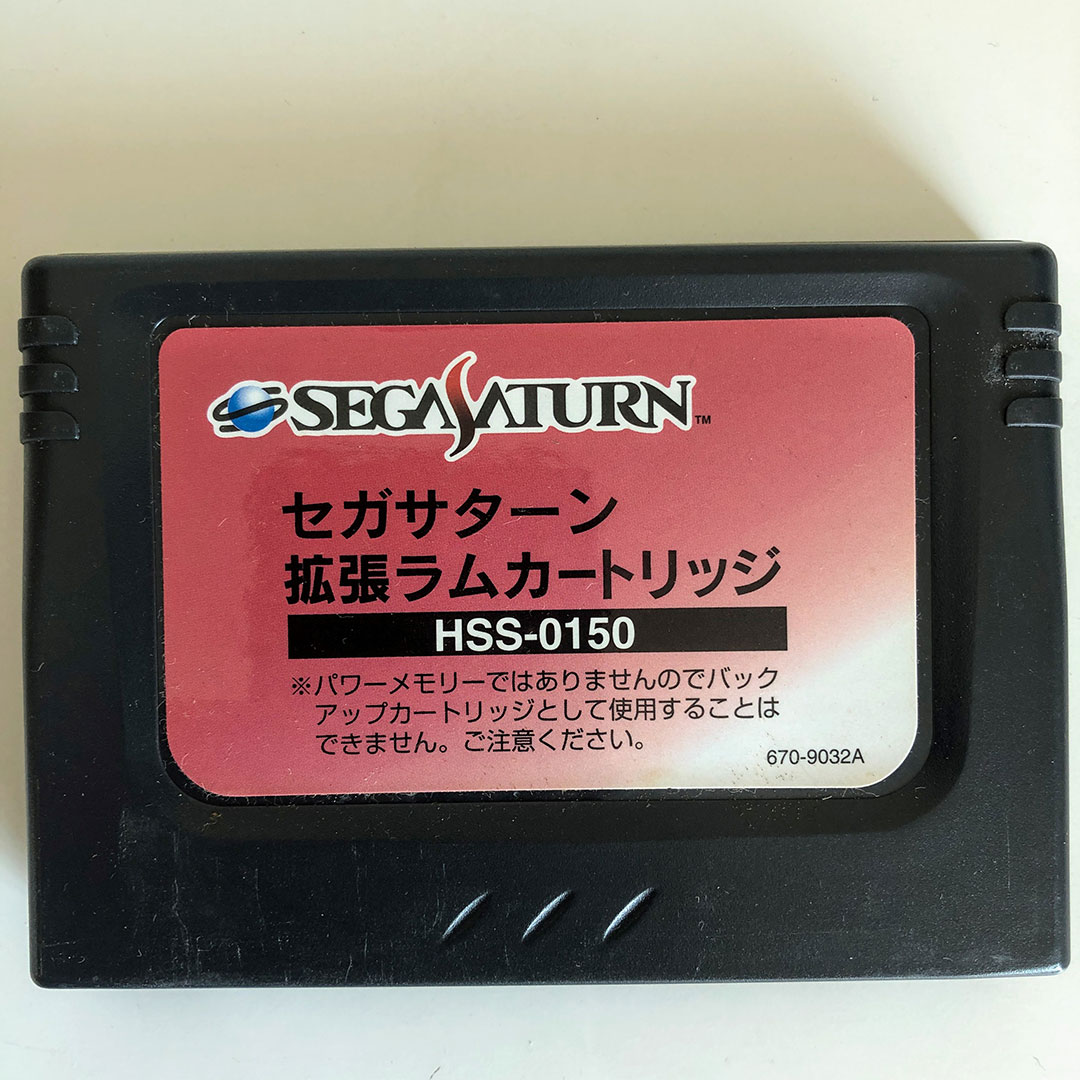 SEGA SATURN™
セガサターン
拡張ラムカートリッジ
HSS-0150
※パワーメモリーではありませんのでバック
アップカートリッジとして使用することは
できません。ご注意ください。
670-9032A